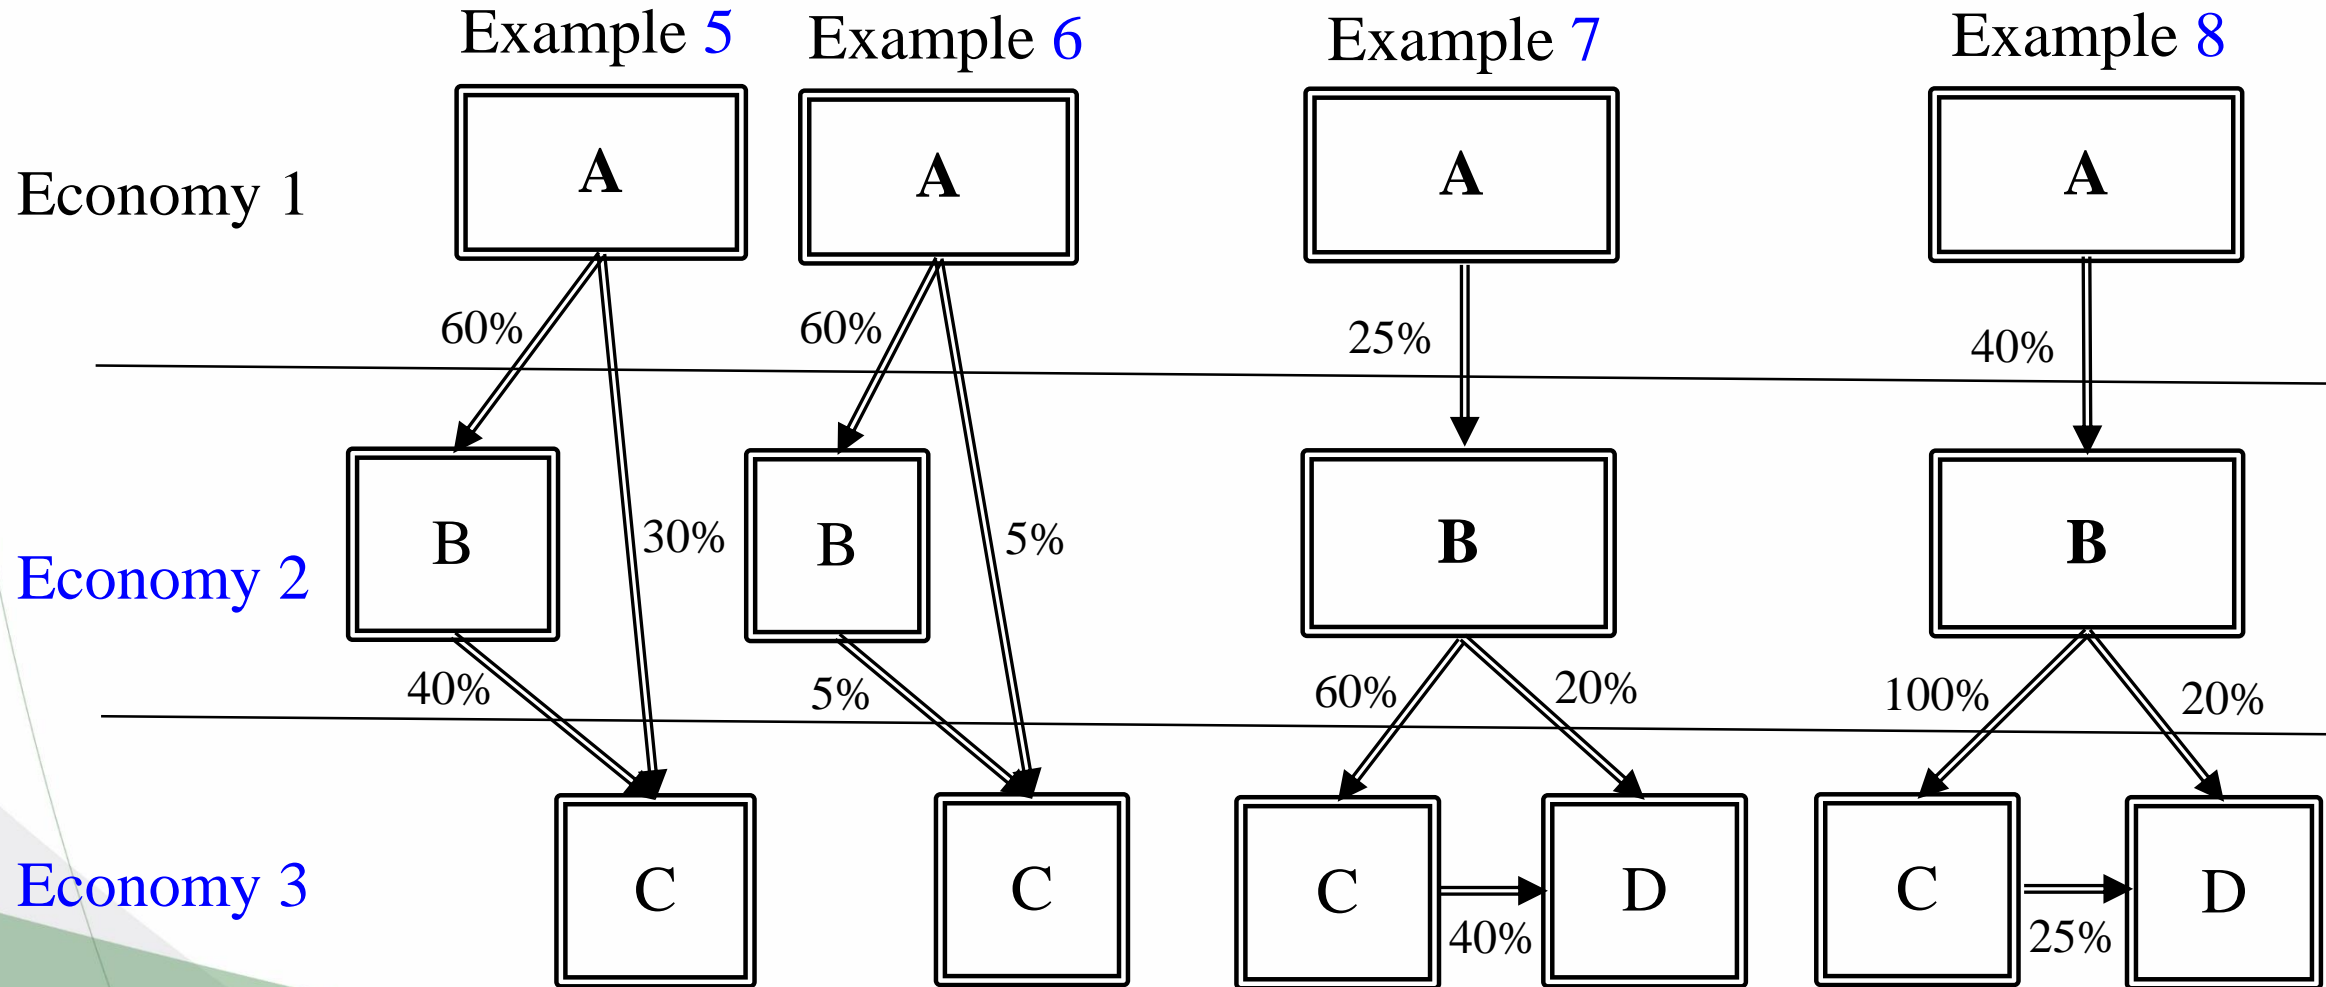 Example 5
Example 6
Example 7
Example 8
Economy 1
A
A
A
A
60%
60%
25%
40%
Economy 2
B
B
B
B
30%
5%
40%
5%
60%
20%
100%
20%
Economy 3
C
C
C
D
C
D
40%
25%